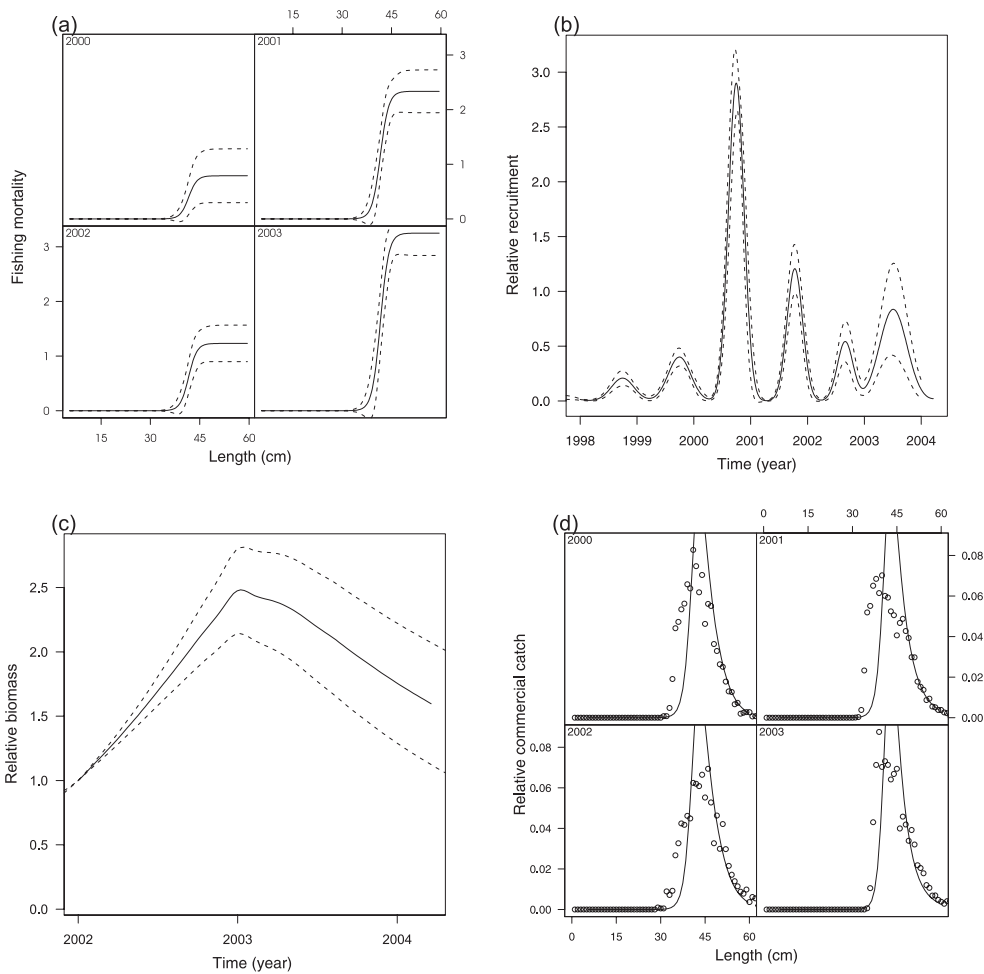 (a)
15 30 45 60
2000
2001
3
2
1
0
Fishing mortality
2002
2003
3
2
1
0
15 30 45 60
Length (cm)
(b)
3.0
2.5
2.0
1.5
1.0
0.5
0.0
Relative recruitment
1998 1999 2000 2001 2002 2003 2004
Time (year)
(c)
2.5
2.0
1.5
1.0
0.5
0.0
Relative biomass
2002 2003 2004
Time (year)
(d)
0 15 30 45 60
2000
2001
0.08
0.06
0.04
0.02
0.00
Relative commercial catch
2002
2003
0.08
0.06
0.04
0.02
0.00
0 15 30 45 60
Length (cm)